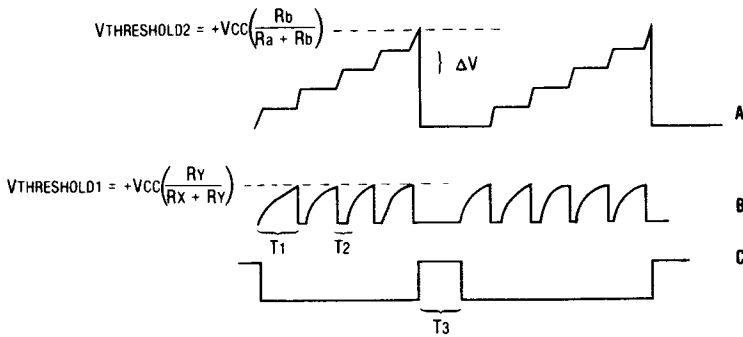 VTHRESHOLD2 = +VCC(Rb / Ra + Rb)
} ΔV
A
VTHRESHOLD1 = +VCC(RY / RX + RY)
B
T1 T2
C
T3